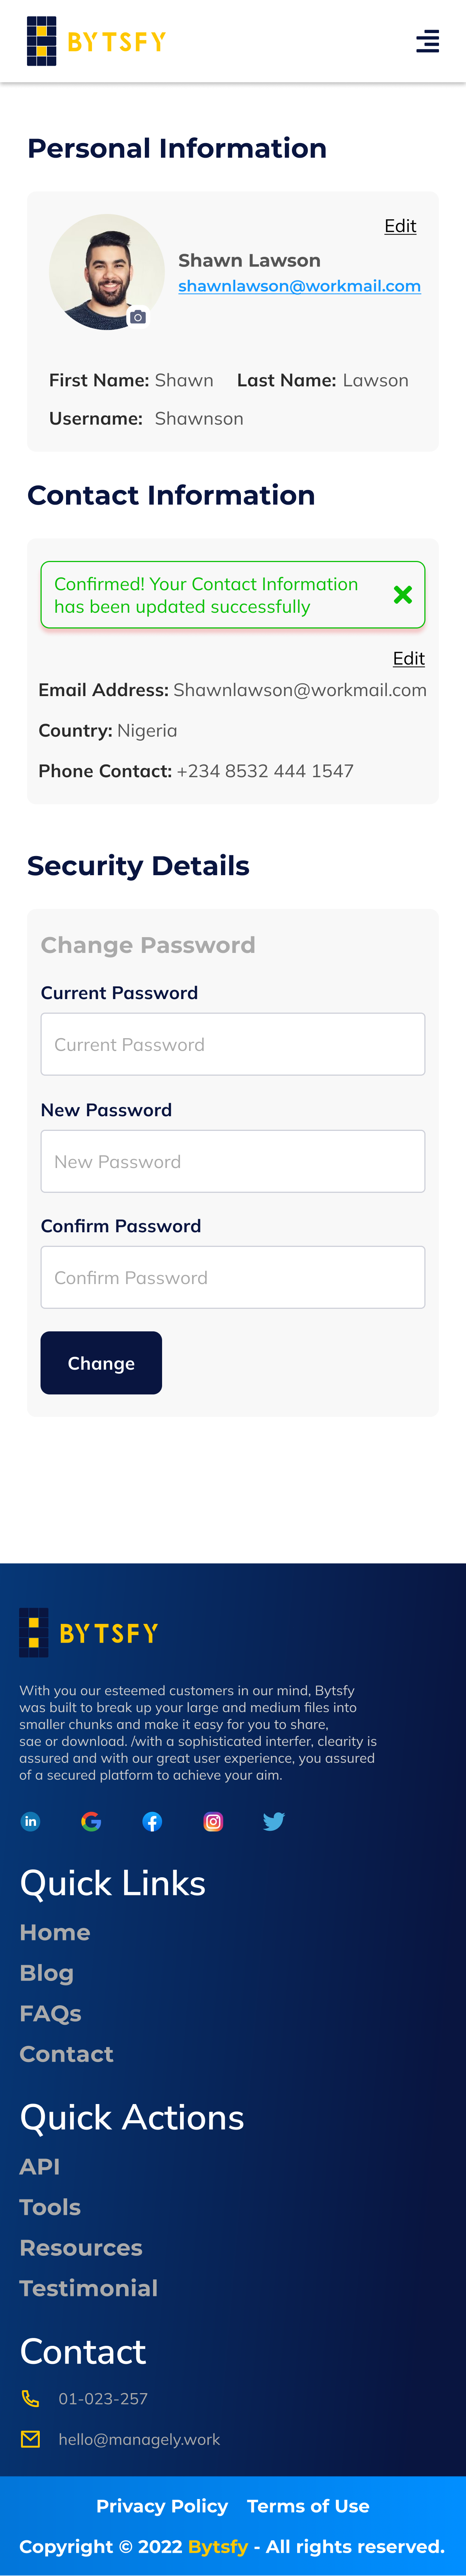 BYTSFY
Personal Information
Edit
Shawn Lawson
shawnlawson@workmail.com
First Name: Shawn Last Name: Lawson
Username: Shawnson
Contact Information
Confirmed! Your Contact Information
has been updated successfully
Edit
Email Address: Shawnlawson@workmail.com
Country: Nigeria
Phone Contact: +234 8532 444 1547
Security Details
Change Password
Current Password
Current Password
New Password
New Password
Confirm Password
Confirm Password
Change
BYTSFY
With you our esteemed customers in our mind, Bytsfy
was built to break up your large and medium files into
smaller chunks and make it easy for you to share,
sae or download. /with a sophisticated interfer, clearity is
assured and with our great user experience, you assured
of a secured platform to achieve your aim.
in
Quick Links
Home
Blog
FAQs
Contact
Quick Actions
API
Tools
Resources
Testimonial
Contact
01-023-257
hello@managely.work
Privacy Policy Terms of Use
Copyright © 2022 Bytsfy - All rights reserved.